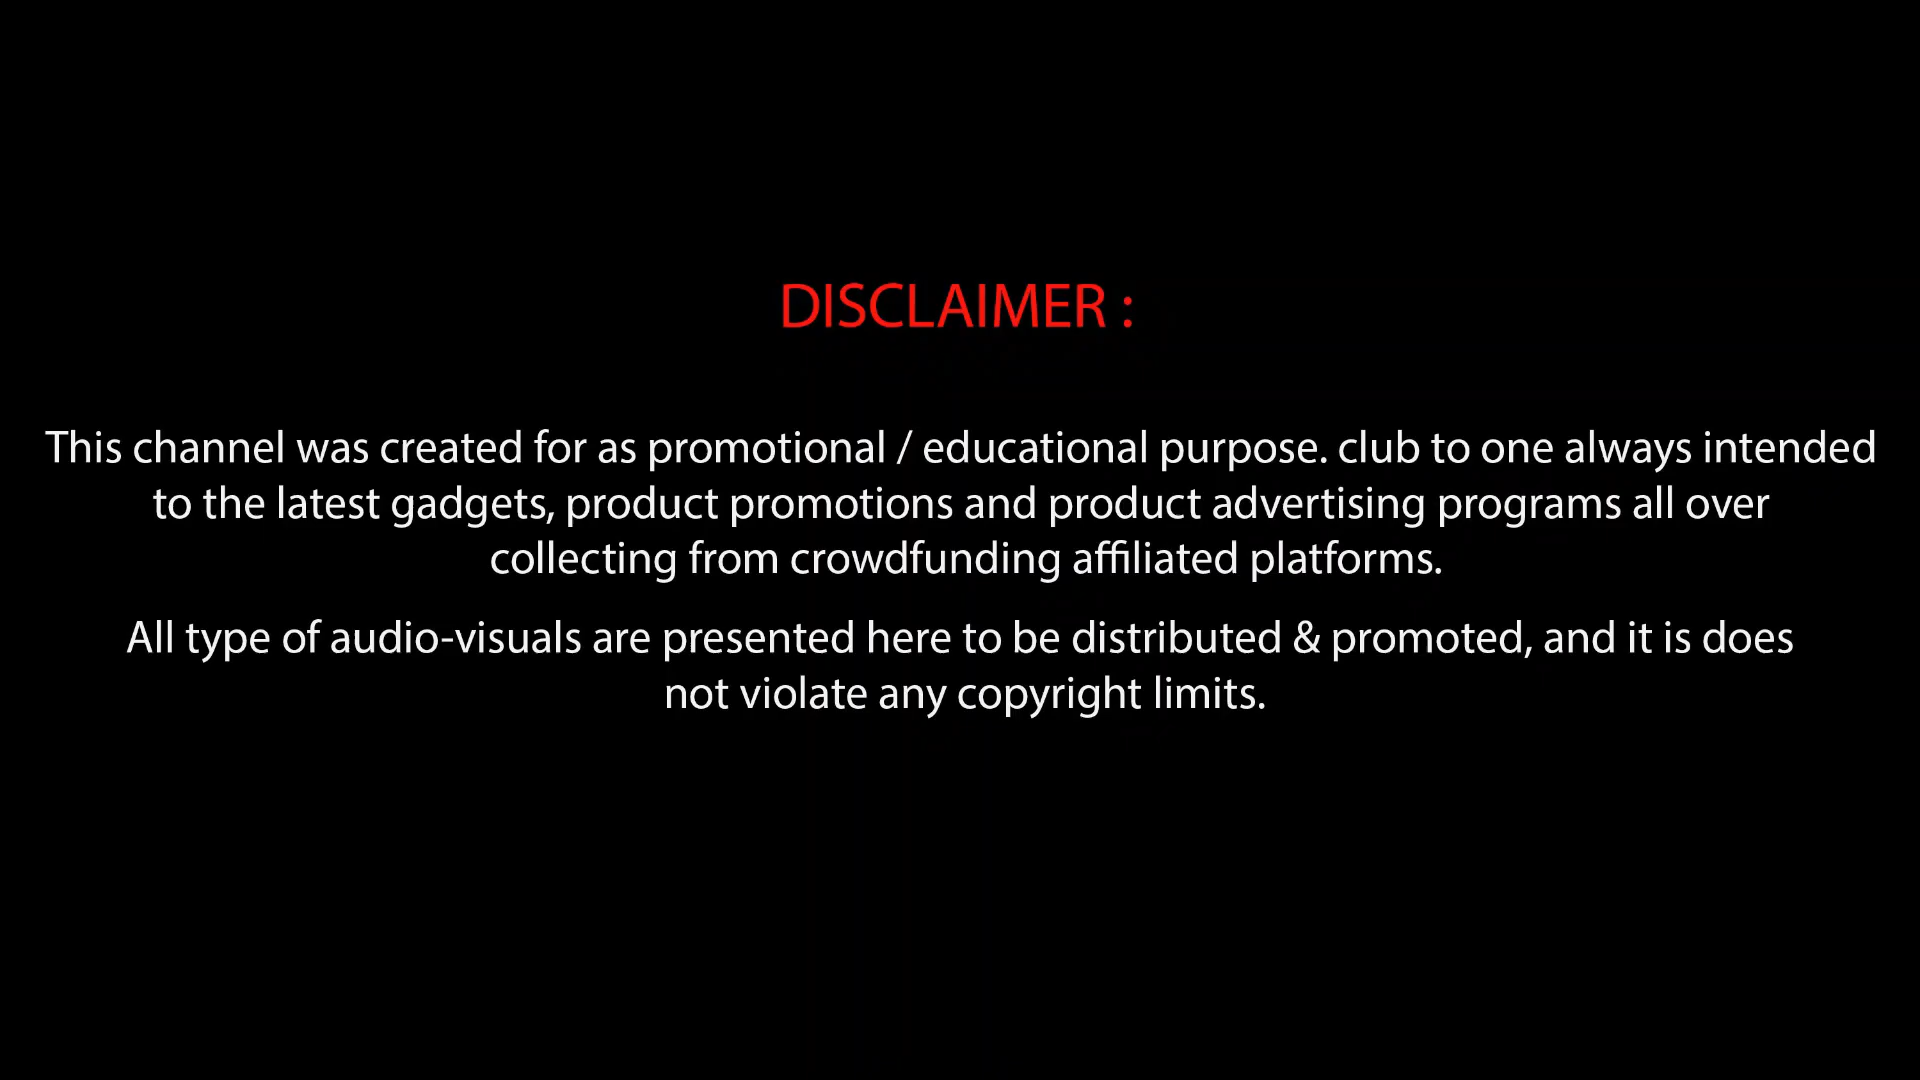 DISCLAIMER :
This channel was created for as promotional / educational purpose. club to one always intended
to the latest gadgets, product promotions and product advertising programs all over
collecting from crowdfunding affiliated platforms.
All type of audio-visuals are presented here to be distributed & promoted, and it is does
not violate any copyright limits.